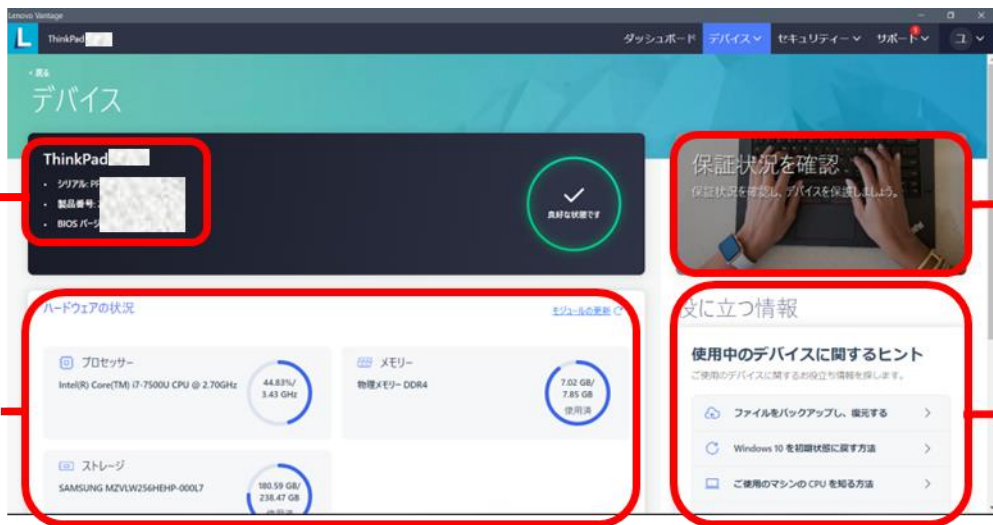 Lenovo Vantage
L
ThinkPad
ダッシュボード デバイス セキュリティー サポート ユ
< 戻る
デバイス
ThinkPad
・ シリアル: PF
・ 製品番号:
・ BIOS バージ
良好な状態です
保証状況を確認
保証状況を確認し、デバイスを保護しましょう。
ハードウェアの状況
モジュールの更新
プロセッサー
Intel(R) Core(TM) i7-7500U CPU @ 2.70GHz
44.83%/
3.43 GHz
メモリー
物理メモリー DDR4
7.02 GB/
7.85 GB
使用済
ストレージ
SAMSUNG MZVLW256HEHP-000L7
180.59 GB/
238.47 GB
役に立つ情報
使用中のデバイスに関するヒント
ご使用のデバイスに関するお役立ち情報を探します。
ファイルをバックアップし、復元する
Windows 10 を初期状態に戻す方法
ご使用のマシンの CPU を知る方法